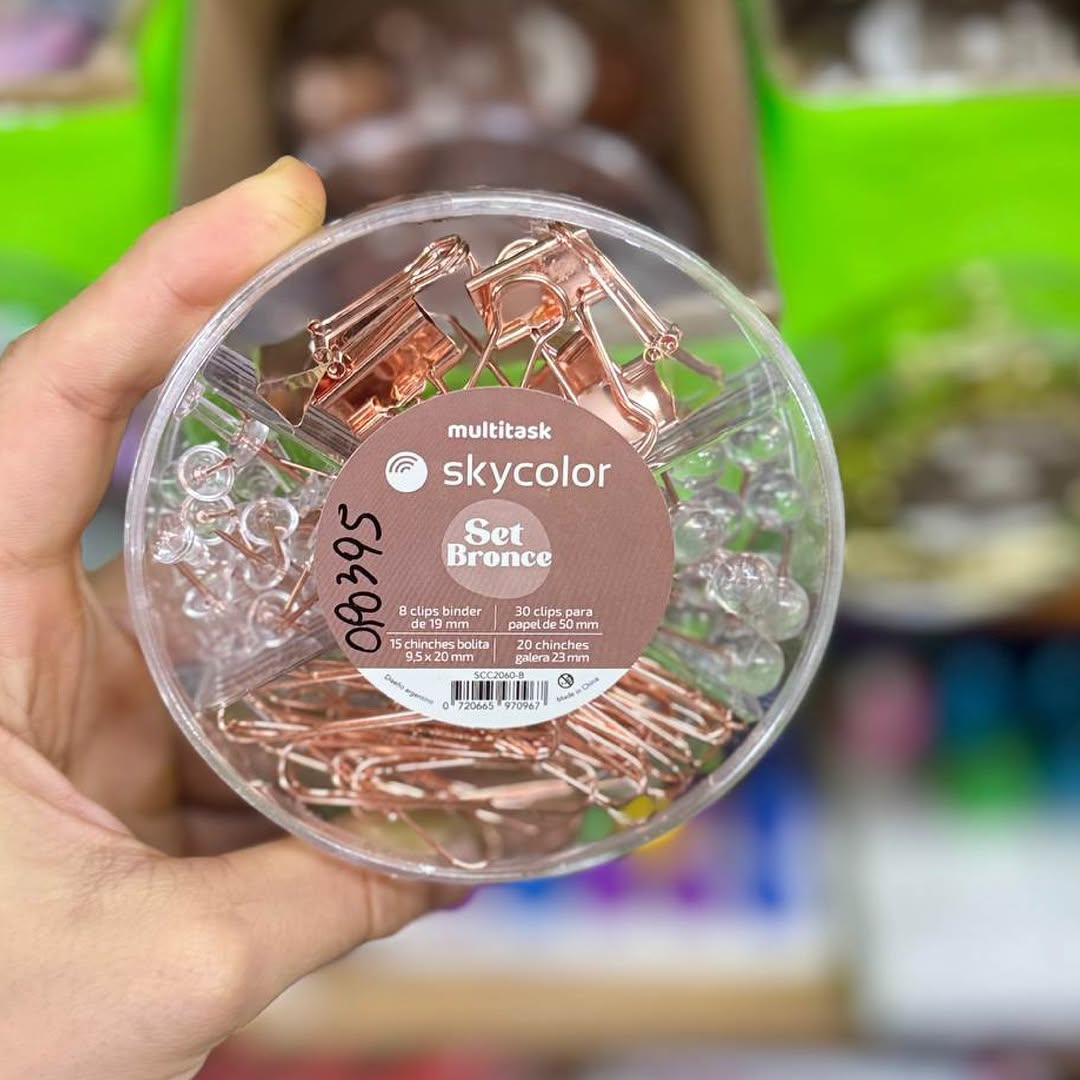 multitask
skycolor
Set
Bronce
090395
8 clips binder
de 19 mm
30 clips para
papel de 50 mm
15 chinches bolita
9,5 x 20 mm
20 chinches
galera 23 mm
SCC2060-B
Diseño argentino
0 720665 970967
Made in China